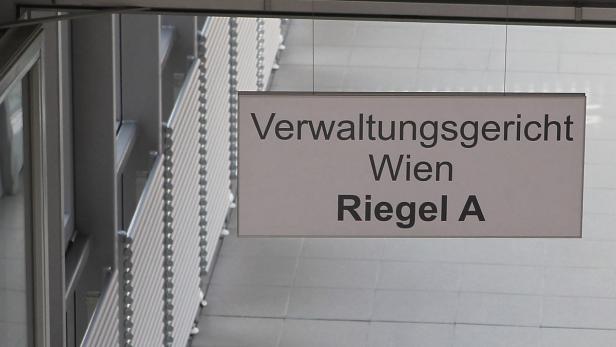 Verwaltungsgericht
Wien
Riegel A